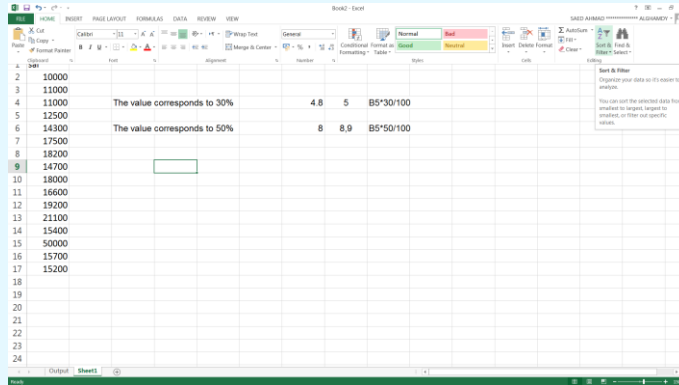 Book2 - Excel
FILE HOME INSERT PAGE LAYOUT FORMULAS DATA REVIEW VIEW
Cut
Copy
Format Painter
Paste
Calibri 11
Wrap Text
Merge & Center
General
Conditional Formatting
Format as Table
Normal Bad
Good Neutral
Insert Delete Format
AutoSum
Fill
Clear
Sort & Filter
Find & Select
Clipboard Font Alignment Number Styles Cells Editing
Sort & Filter
Organize your data so it's easier to
analyze.
You can sort the selected data from
smallest to largest, largest to
smallest, or filter out specific
values.
2 10000
3 11000
4 11000 The value corresponds to 30% 4.8 5 B5*30/100
5 12500
6 14300 The value corresponds to 50% 8 8,9 B5*50/100
7 17500
8 18200
9 14700
10 18000
11 16600
12 19200
13 21100
14 15400
15 50000
16 15700
17 15200
18
19
20
21
22
23
24
Output Sheet1